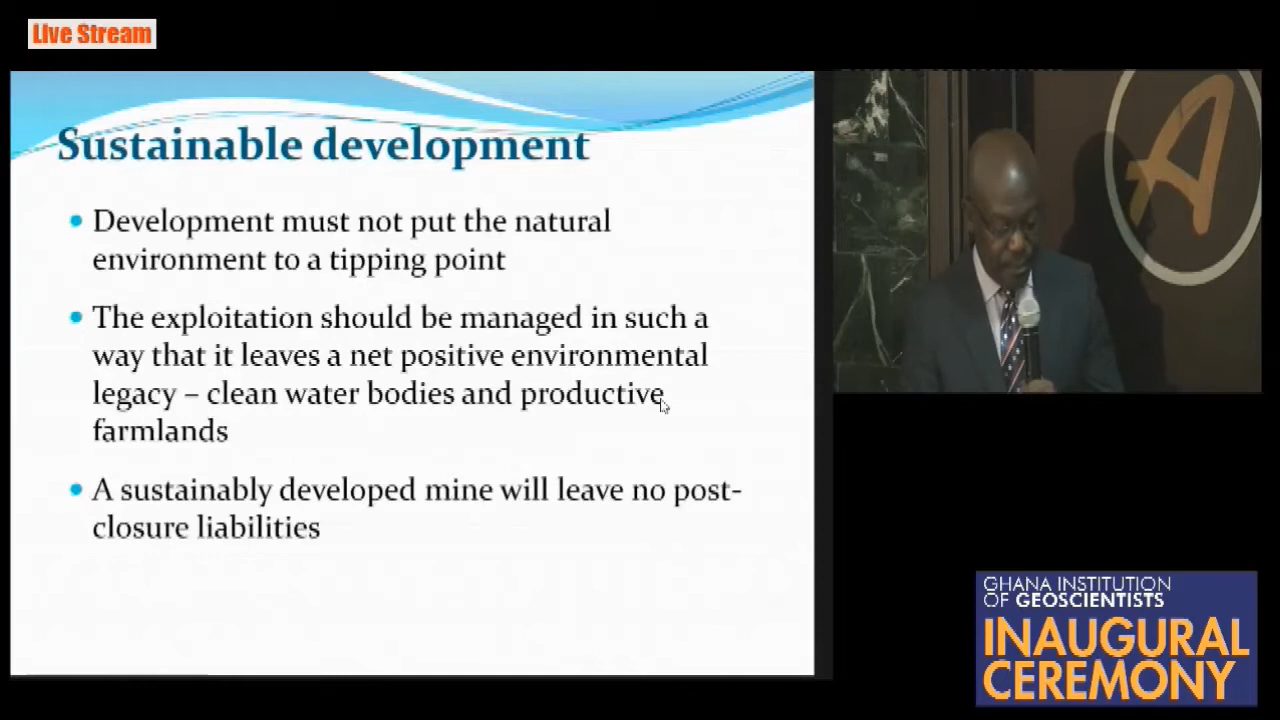 Live Stream
Sustainable development
Development must not put the natural
environment to a tipping point
The exploitation should be managed in such a
way that it leaves a net positive environmental
legacy – clean water bodies and productive
farmlands
A sustainably developed mine will leave no post-
closure liabilities
A
GHANA INSTITUTION
OF GEOSCIENTISTS
INAUGURAL
CEREMONY